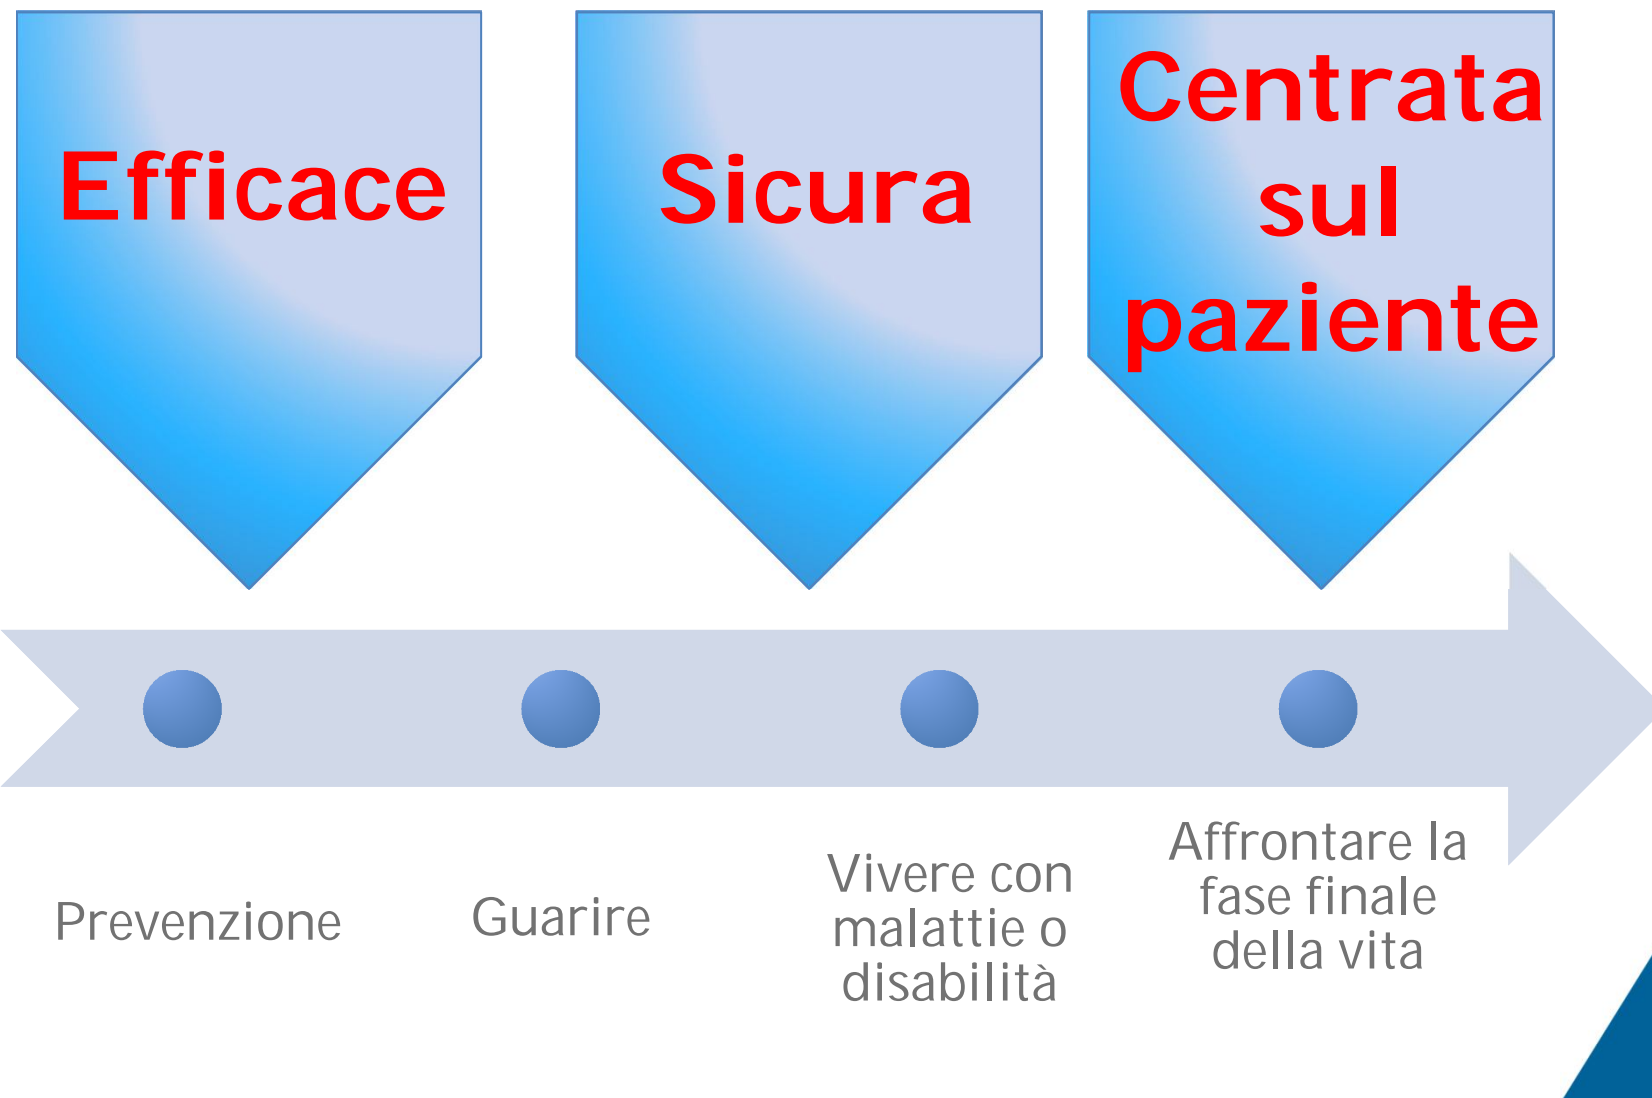 Efficace
Sicura
Centrata
sul
paziente
Prevenzione
Guarire
Vivere con
malattie o
disabilità
Affrontare la
fase finale
della vita